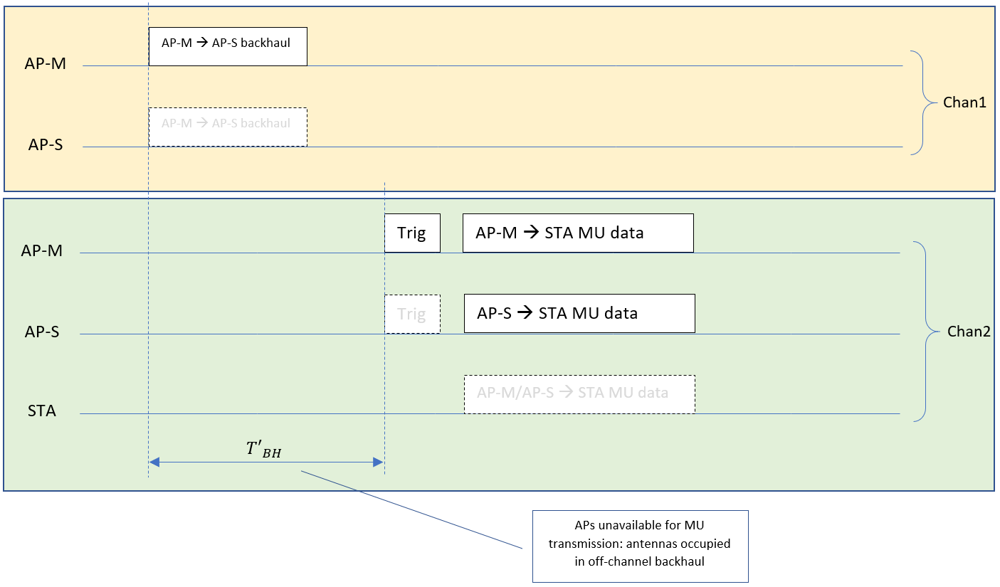 AP-M → AP-S backhaul
AP-M
AP-M → AP-S backhaul
AP-S
Chan1
Trig
AP-M → STA MU data
AP-M
Trig
AP-S → STA MU data
AP-S
Chan2
AP-M/AP-S → STA MU data
STA
T'BH
APs unavailable for MU
transmission: antennas occupied
in off-channel backhaul